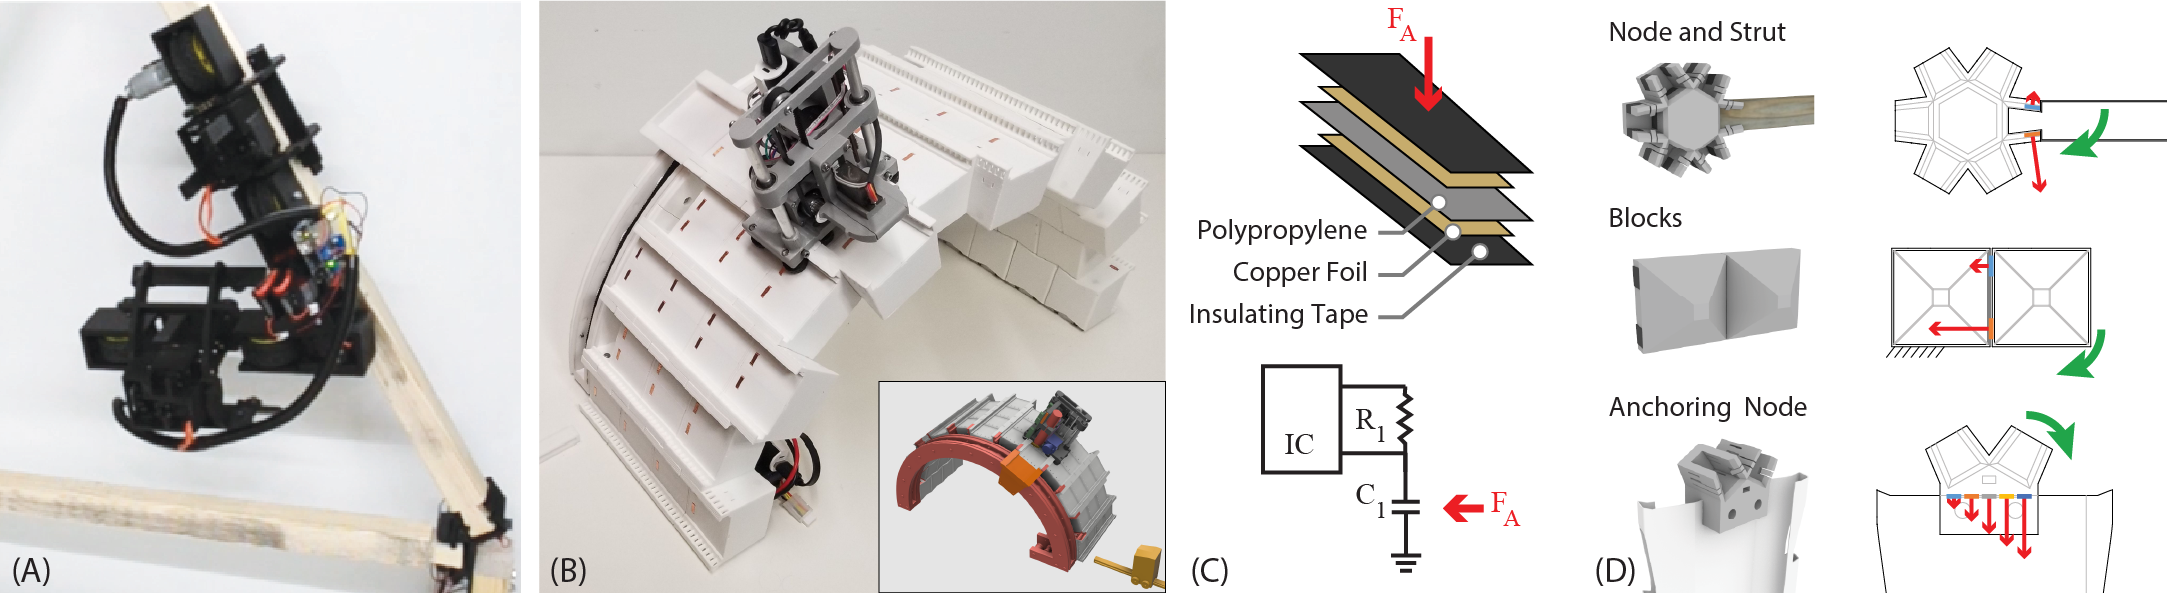 (A)
(B)
F_A
Polypropylene
Copper Foil
Insulating Tape
IC
R_1
C_1
F_A
(C)
Node and Strut
Blocks
Anchoring Node
(D)